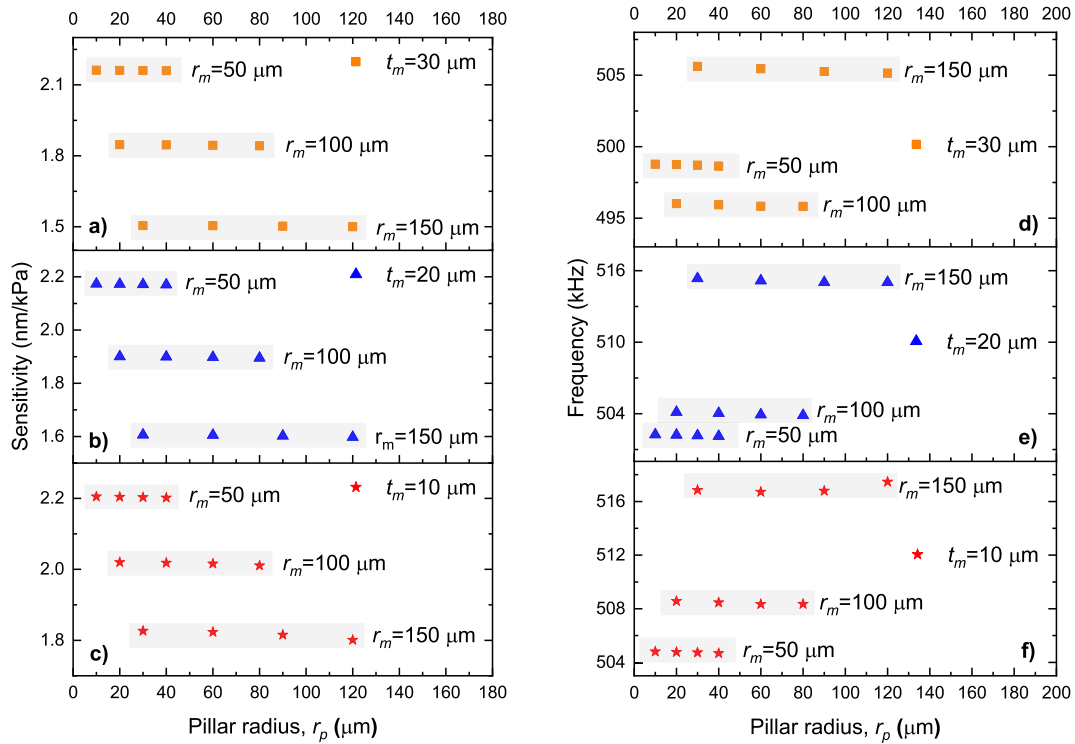 0 20 40 60 80 100 120 140 160 180
2.1
1.8
1.5
r_m=50 μm
t_m=30 μm
r_m=100 μm
r_m=150 μm
a)
2.2
2.0
1.8
1.6
r_m=50 μm
t_m=20 μm
r_m=100 μm
r_m=150 μm
b)
2.2
2.0
1.8
r_m=50 μm
t_m=10 μm
r_m=100 μm
r_m=150 μm
c)
0 20 40 60 80 100 120 140 160 180
Sensitivity (nm/kPa)
Pillar radius, r_p (μm)
0 20 40 60 80 100 120 140 160 180 200
505
500
495
r_m=150 μm
t_m=30 μm
r_m=50 μm
r_m=100 μm
d)
516
510
504
r_m=150 μm
t_m=20 μm
r_m=100 μm
r_m=50 μm
e)
516
512
508
504
r_m=150 μm
t_m=10 μm
r_m=100 μm
r_m=50 μm
f)
0 20 40 60 80 100 120 140 160 180 200
Frequency (kHz)
Pillar radius, r_p (μm)